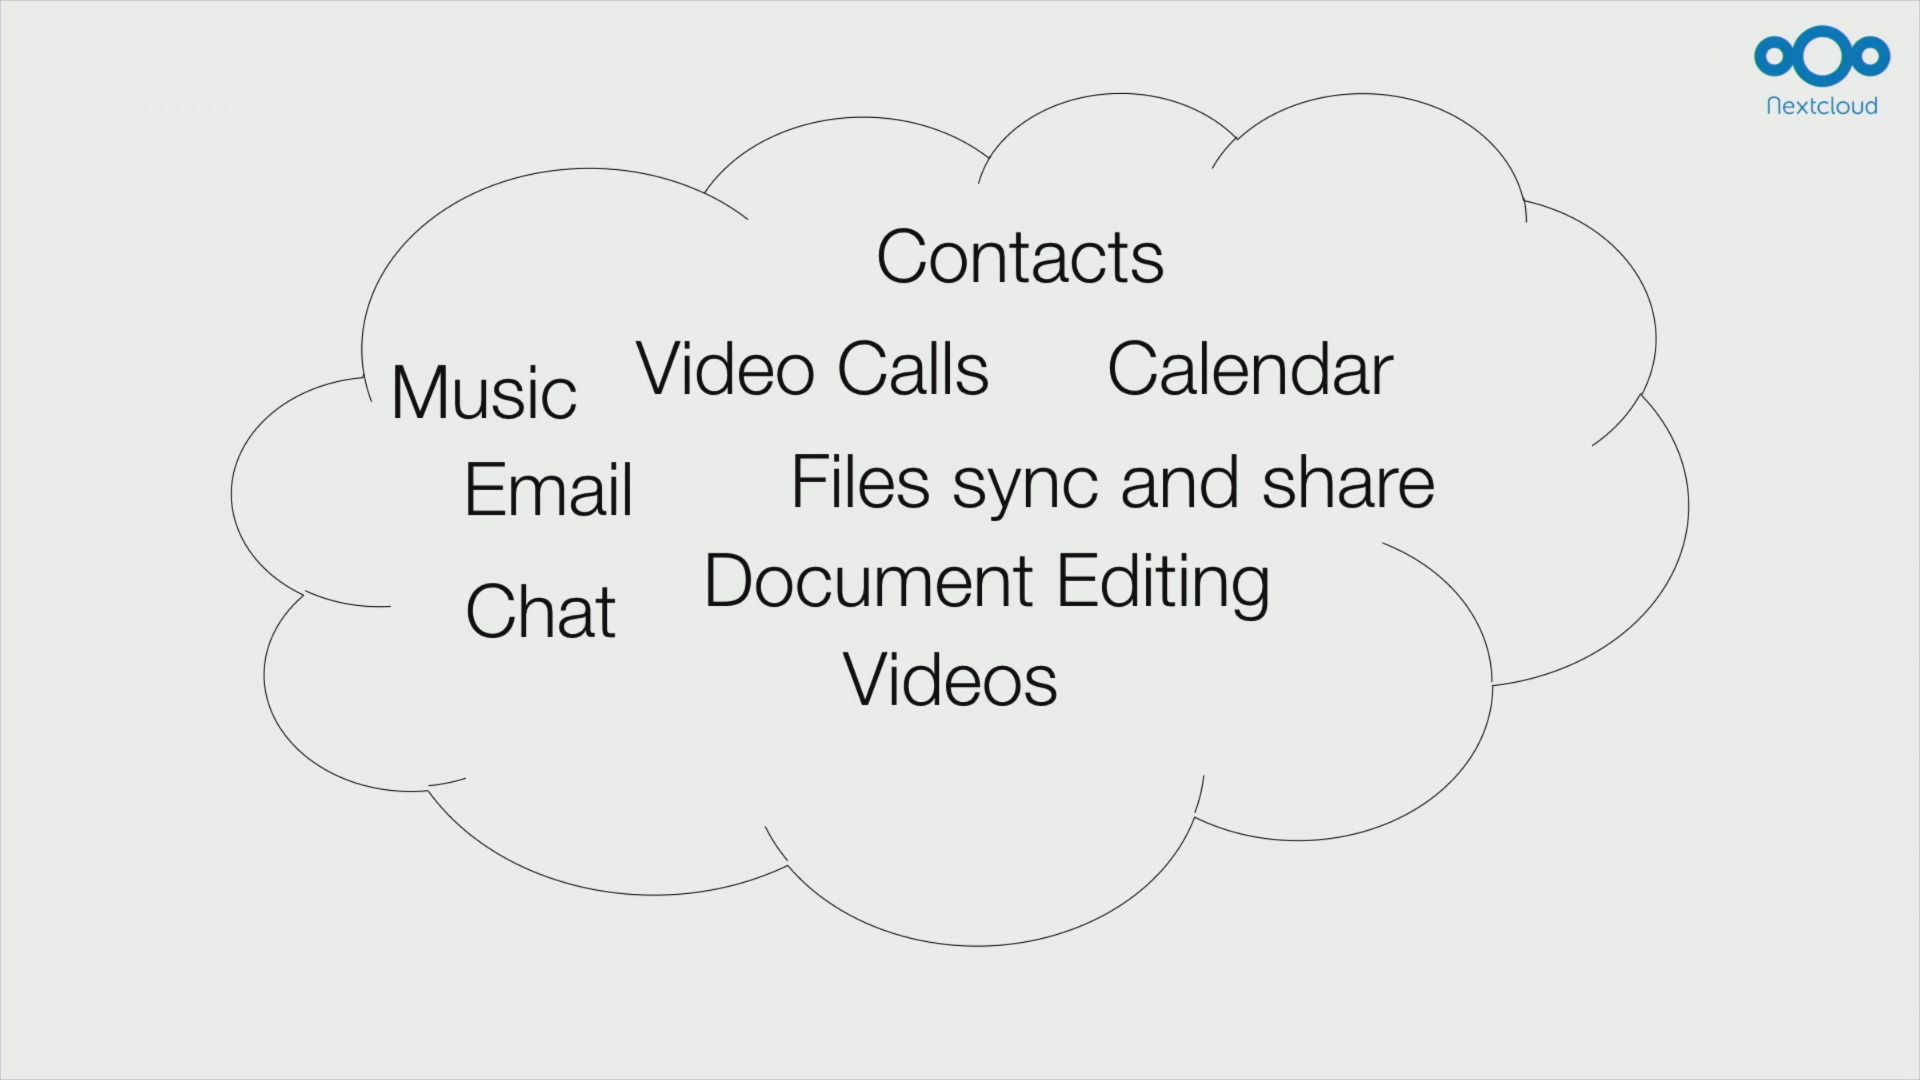 Nextcloud
Contacts
Video Calls
Calendar
Music
Email
Files sync and share
Document Editing
Chat
Videos